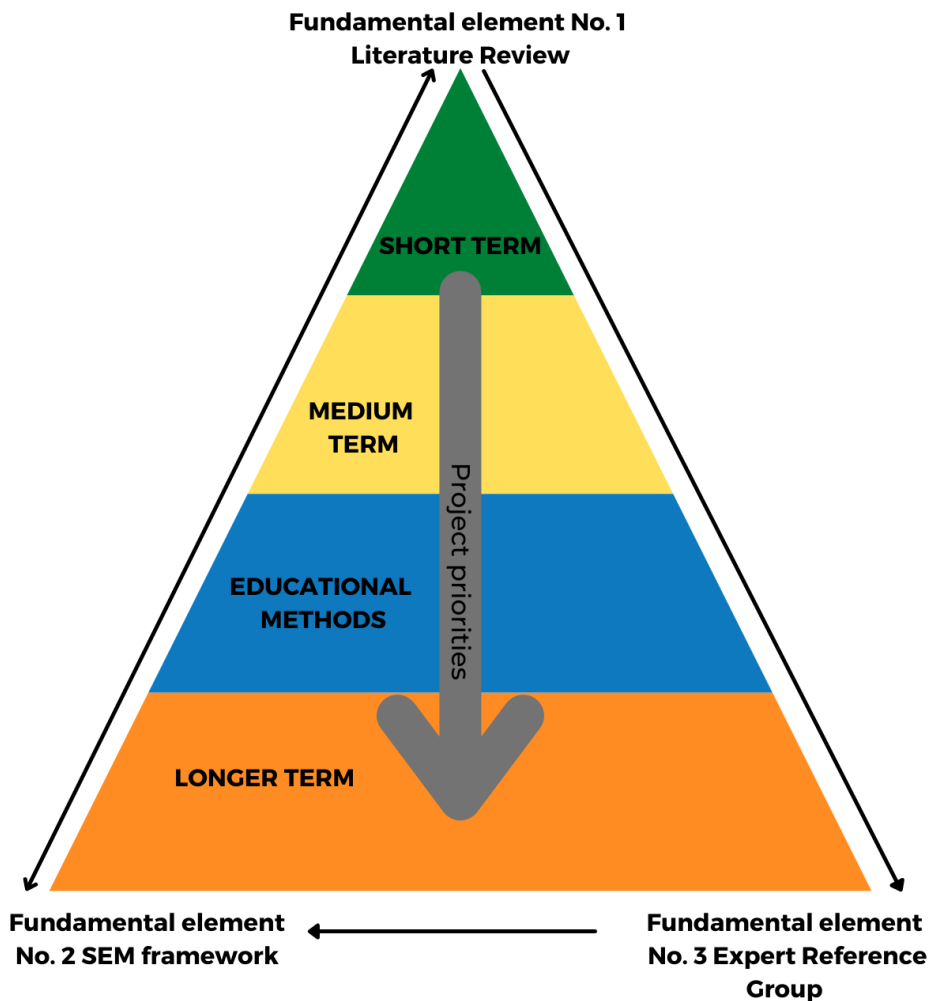 Fundamental element No. 1
Literature Review
SHORT TERM
MEDIUM
TERM
Project priorities
EDUCATIONAL
METHODS
LONGER TERM
Fundamental element
No. 2 SEM framework
Fundamental element
No. 3 Expert Reference
Group